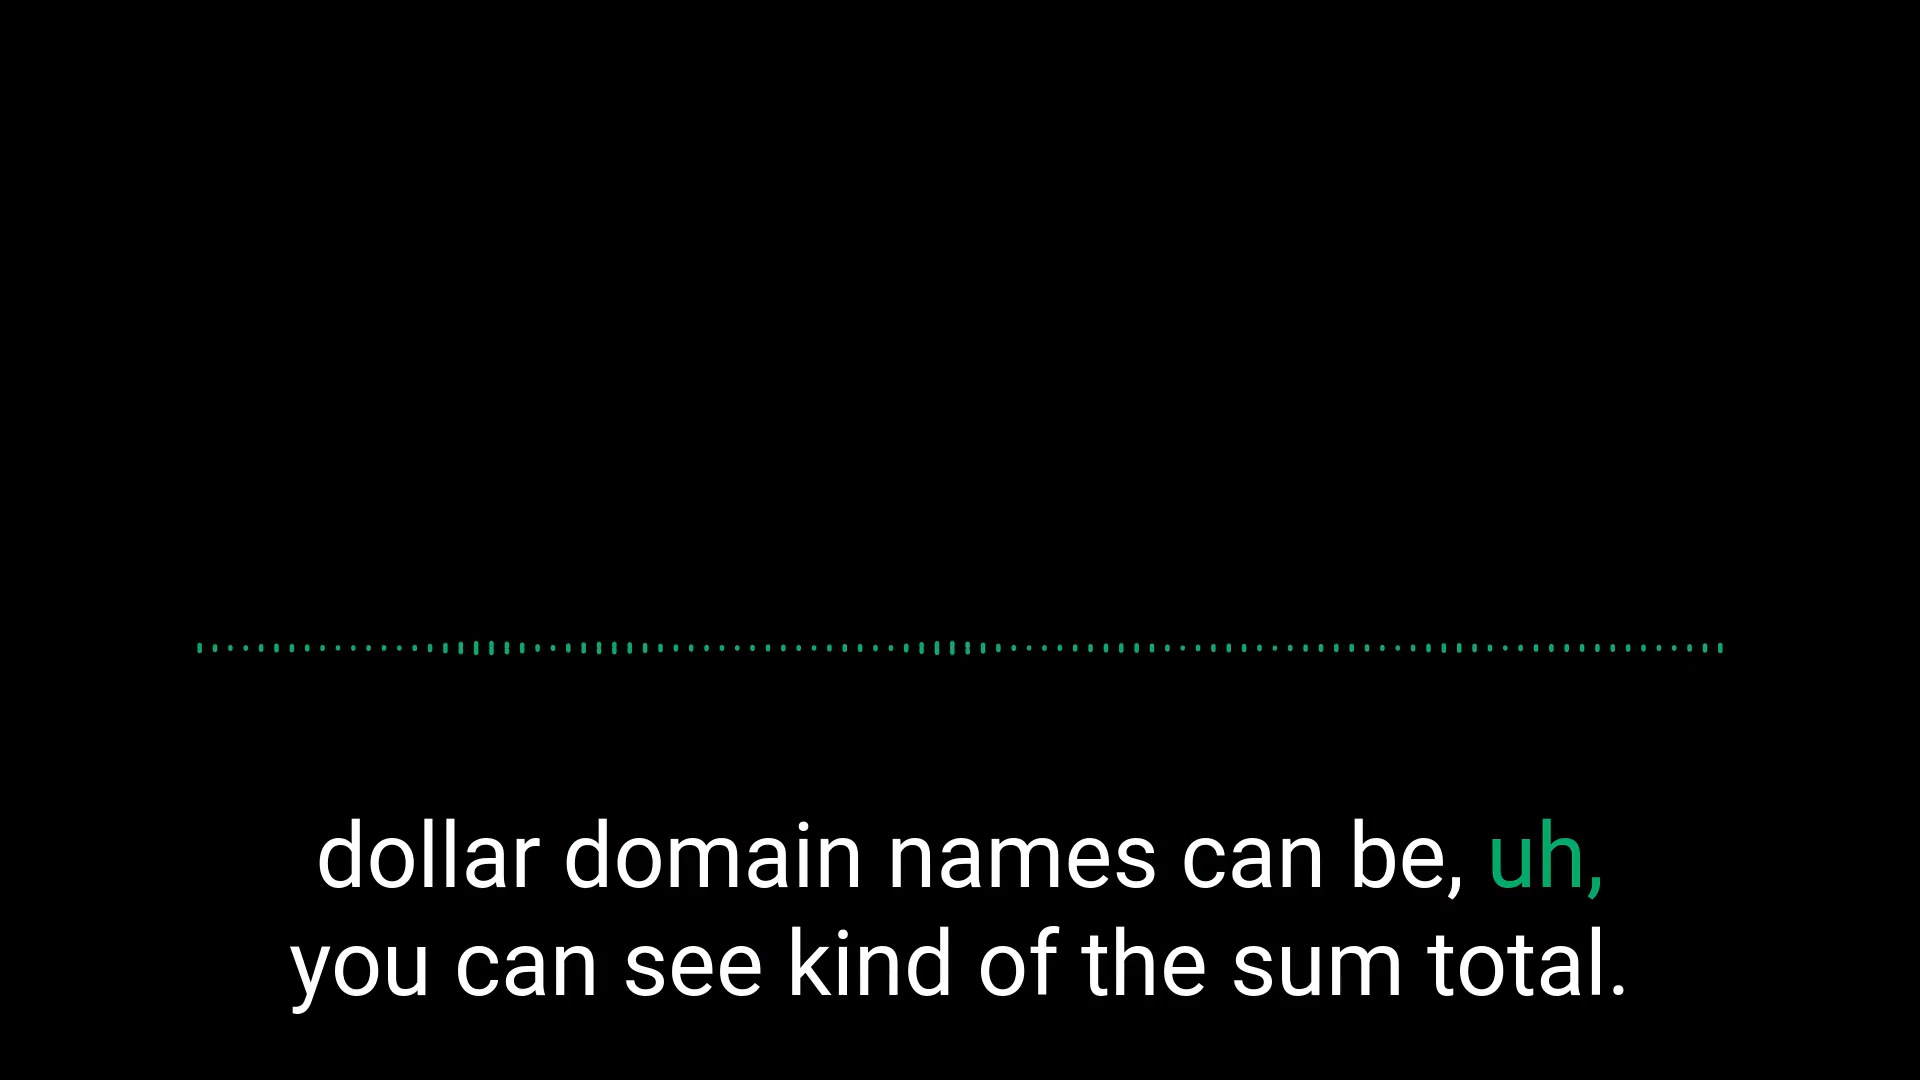 dollar domain names can be, uh,
you can see kind of the sum total.